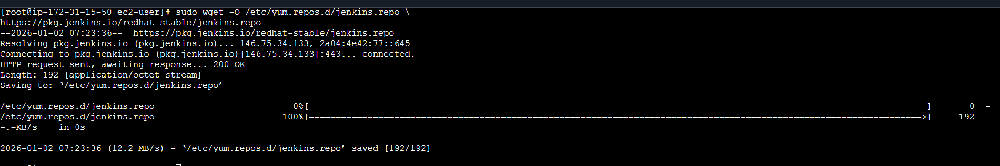 [root@ip-172-31-15-50 ec2-user]# sudo wget -O /etc/yum.repos.d/jenkins.repo \
https://pkg.jenkins.io/redhat-stable/jenkins.repo
--2026-01-02 07:23:36--  https://pkg.jenkins.io/redhat-stable/jenkins.repo
Resolving pkg.jenkins.io (pkg.jenkins.io)... 146.75.34.133, 2a04:4e42:77::645
Connecting to pkg.jenkins.io (pkg.jenkins.io)|146.75.34.133|:443... connected.
HTTP request sent, awaiting response... 200 OK
Length: 192 [application/octet-stream]
Saving to: ‘/etc/yum.repos.d/jenkins.repo’
/etc/yum.repos.d/jenkins.repo                          0%[                                                                                                                    ]       0  -
/etc/yum.repos.d/jenkins.repo                        100%[===================================================================================================================>]     192  -
-.-KB/s    in 0s
2026-01-02 07:23:36 (12.2 MB/s) - ‘/etc/yum.repos.d/jenkins.repo’ saved [192/192]